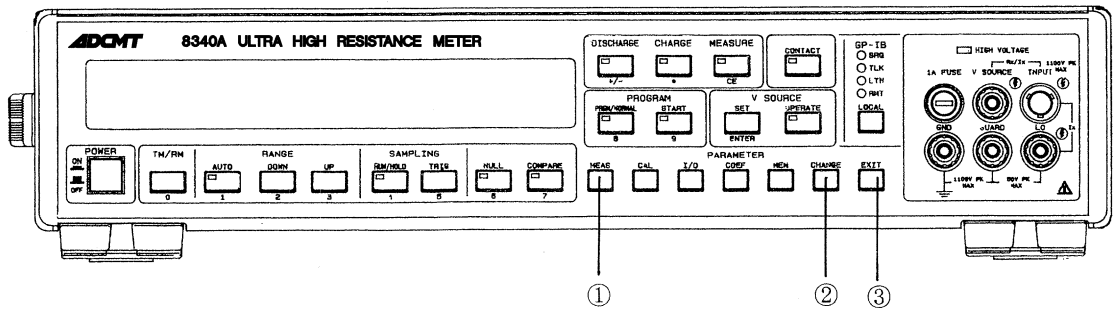 ADCMT 8340A ULTRA HIGH RESISTANCE METER
DISCHARGE CHARGE MEASURE
+/- • CE
CONTACT
GP-IB
SRQ
TLK
LTN
RMT
LOCAL
HIGH VOLTAGE
Rx/Ix 1100V PK MAX
1A FUSE V SOURCE INPUT
PROGRAM
PRGM/NORMAL START
8 9
V SOURCE
SET OPERATE
ENTER
GND GUARD LO
Ix
1100V PK MAX 50V PK MAX
POWER
ON
OFF
TM/RM
0
RANGE
AUTO DOWN UP
1 2 3
SAMPLING
RUN/HOLD TRIG
5
NULL COMPARE
6 7
PARAMETER
MEAS CAL I/O COEF MEM CHANGE EXIT
① ② ③